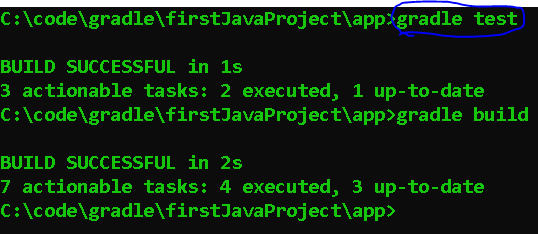 C:\code\gradle\firstJavaProject\app>gradle test
BUILD SUCCESSFUL in 1s
3 actionable tasks: 2 executed, 1 up-to-date
C:\code\gradle\firstJavaProject\app>gradle build
BUILD SUCCESSFUL in 2s
7 actionable tasks: 4 executed, 3 up-to-date
C:\code\gradle\firstJavaProject\app>